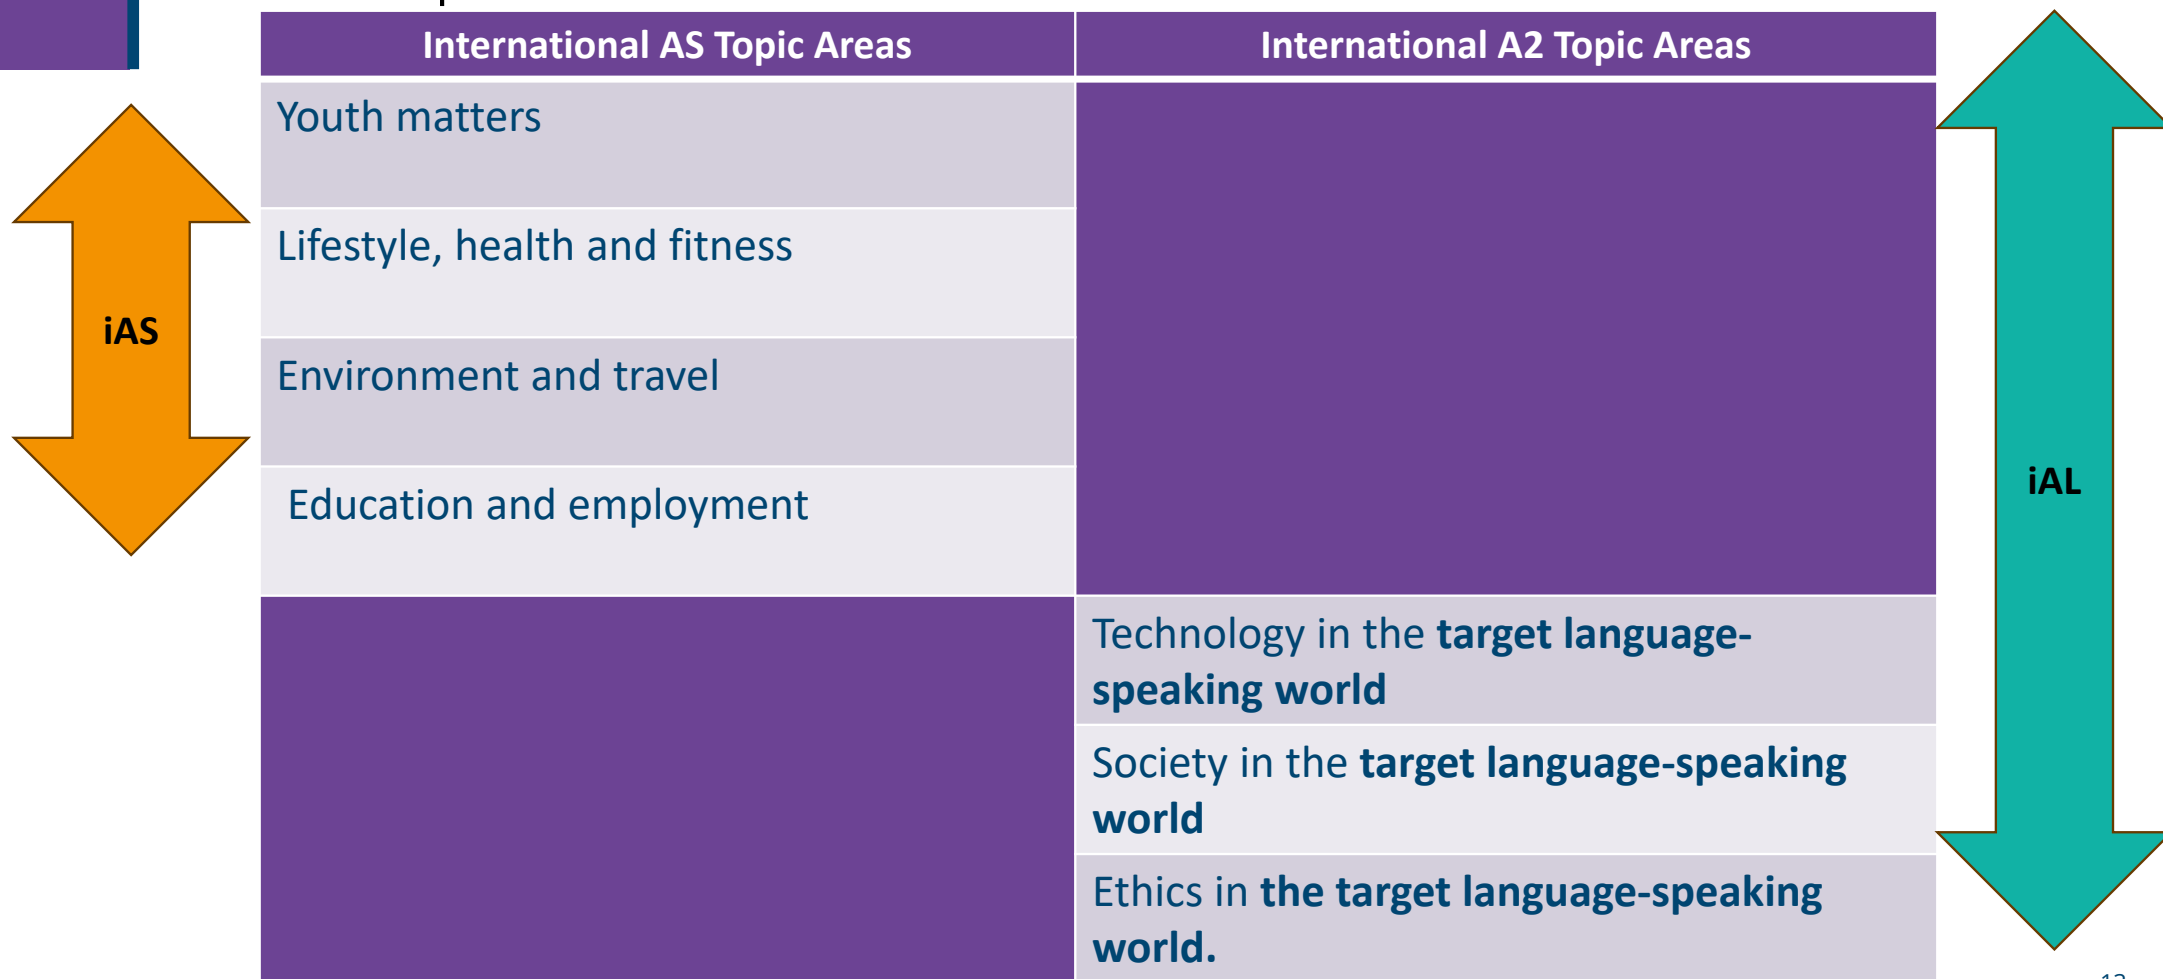 International AS Topic Areas
International A2 Topic Areas
Youth matters
Lifestyle, health and fitness
iAS
Environment and travel
Education and employment
iAL
Technology in the target language-
speaking world
Society in the target language-speaking
world
Ethics in the target language-speaking
world.